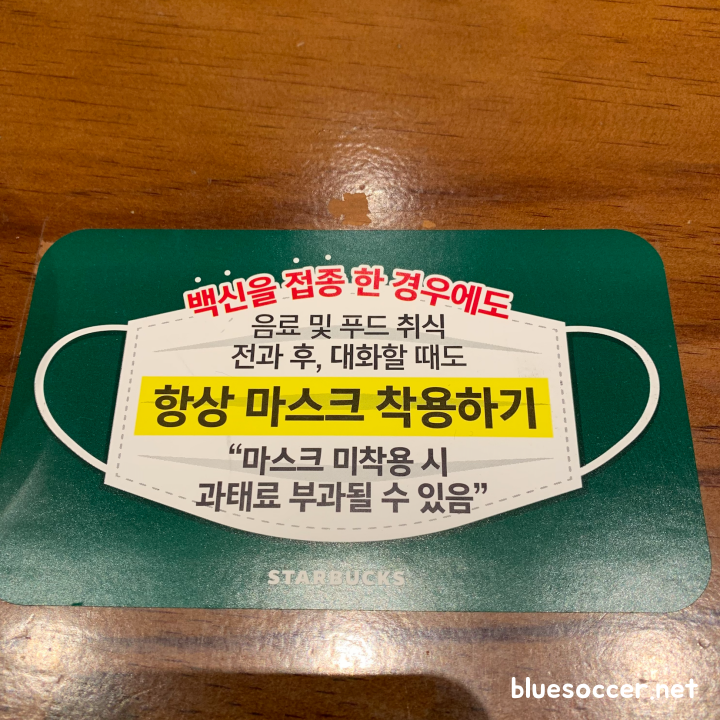 백신을 접종 한 경우에도
음료 및 푸드 취식
전과 후, 대화할 때도
항상 마스크 착용하기
“마스크 미착용 시
과태료 부과될 수 있음”
STARBUCKS
bluesoccer.net